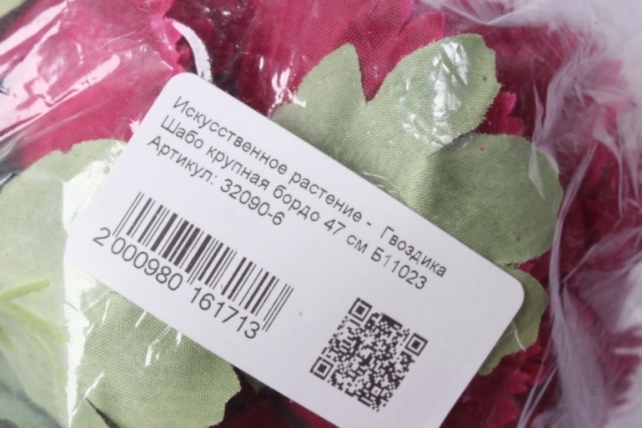 Искусственное растение - Гвоздика
Шабо крупная бордо 47 см Б11023
Артикул: 32090-6
2 000980 161713